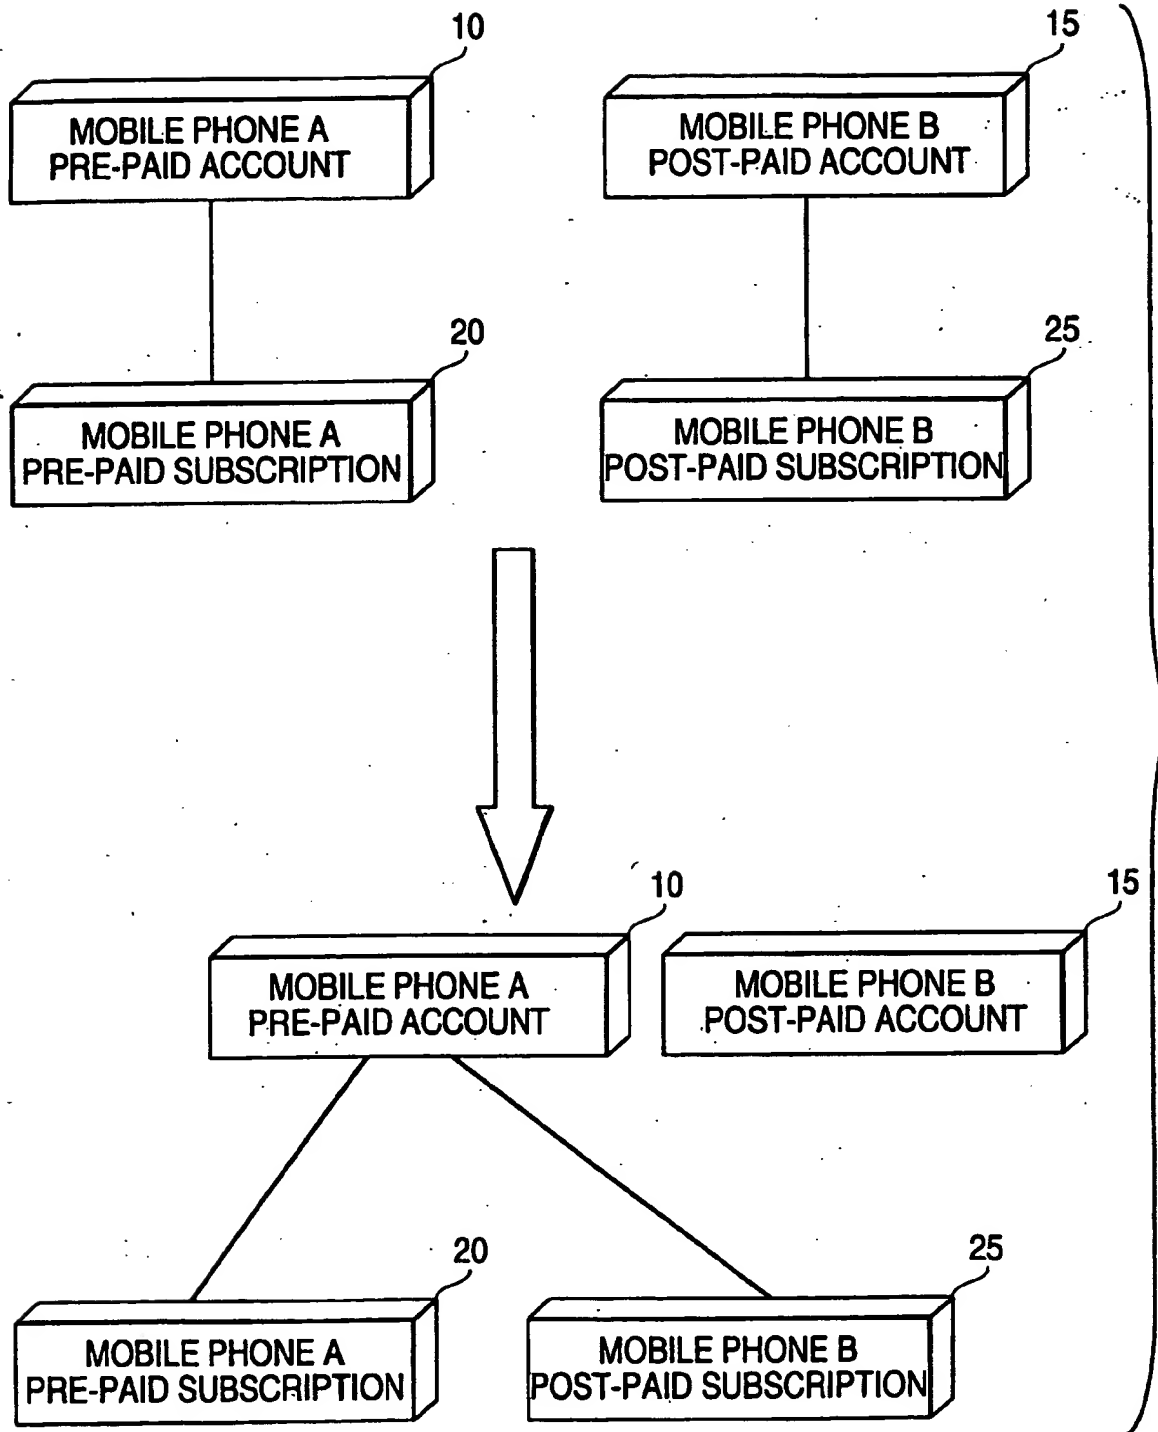 10
MOBILE PHONE A
PRE-PAID ACCOUNT
15
MOBILE PHONE B
POST-PAID ACCOUNT
20
MOBILE PHONE A
PRE-PAID SUBSCRIPTION
25
MOBILE PHONE B
POST-PAID SUBSCRIPTION
10
MOBILE PHONE A
PRE-PAID ACCOUNT
15
MOBILE PHONE B
POST-PAID ACCOUNT
20
MOBILE PHONE A
PRE-PAID SUBSCRIPTION
25
MOBILE PHONE B
POST-PAID SUBSCRIPTION